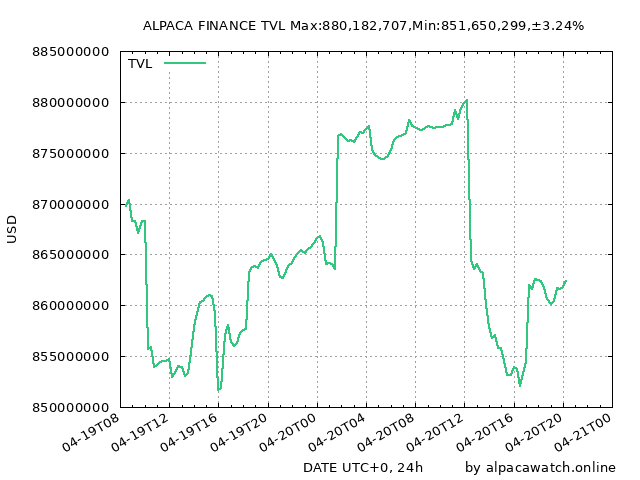 ALPACA FINANCE TVL Max:880,182,707,Min:851,650,299,±3.24%
885000000
TVL
880000000
875000000
870000000
USD
865000000
860000000
855000000
850000000
04-19T08 04-19T12 04-19T16 04-19T20 04-20T00 04-20T04 04-20T08 04-20T12 04-20T16 04-20T20 04-21T00
DATE UTC+0, 24h by alpacawatch.online